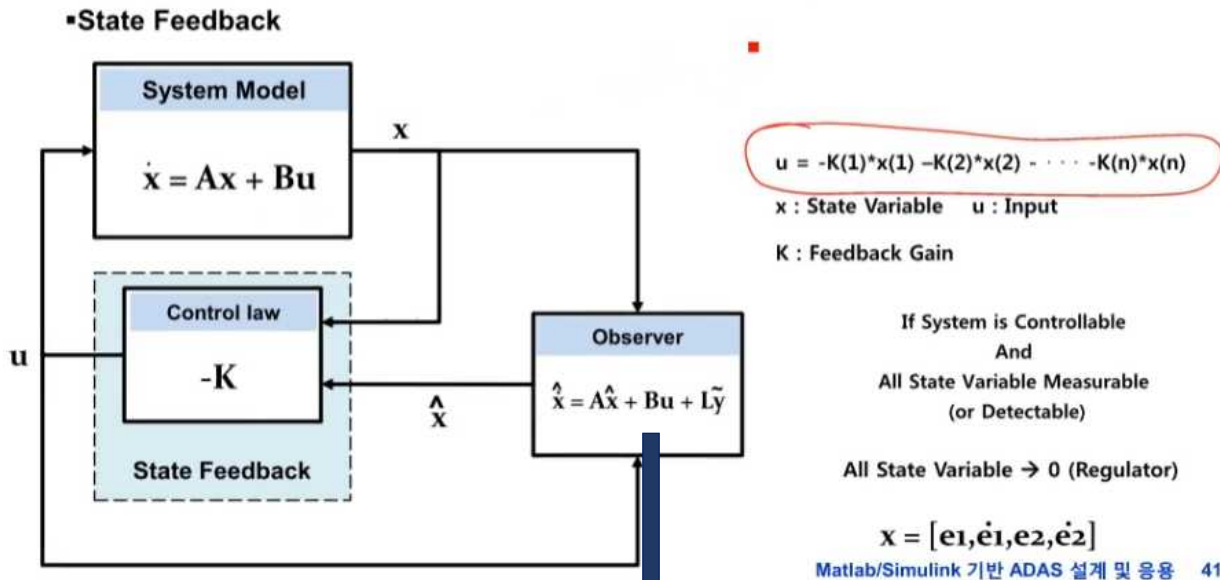 ▪State Feedback
System Model
ẋ = Ax + Bu
x
Control law
-K
State Feedback
u
x̂
Observer
x̂̇ = Ax̂ + Bu + Lỹ
u = -K(1)*x(1) –K(2)*x(2) - ‧ ‧ ‧ ‧ -K(n)*x(n)
x : State Variable u : Input
K : Feedback Gain
If System is Controllable
And
All State Variable Measurable
(or Detectable)
All State Variable → 0 (Regulator)
x = [e1,ė1,e2,ė2]
Matlab/Simulink 기반 ADAS 설계 및 응용 41